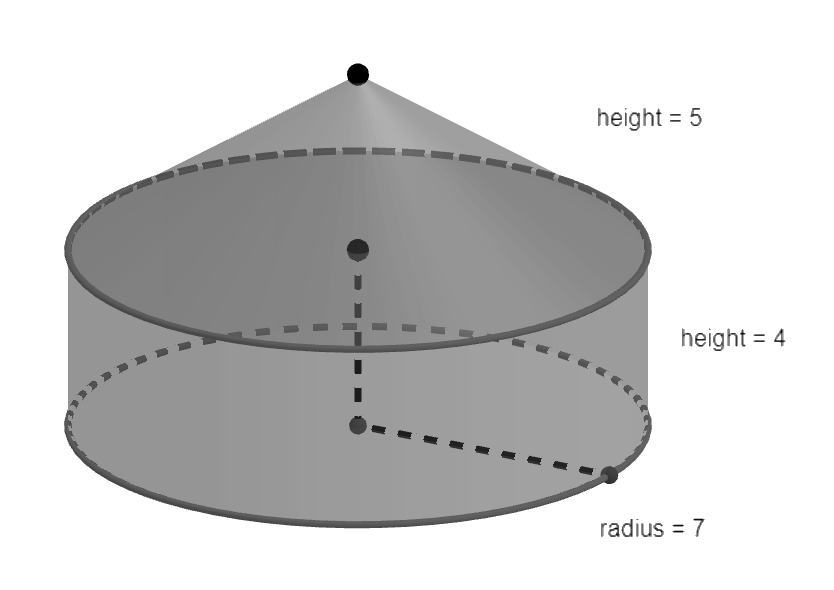 height = 5
height = 4
radius = 7